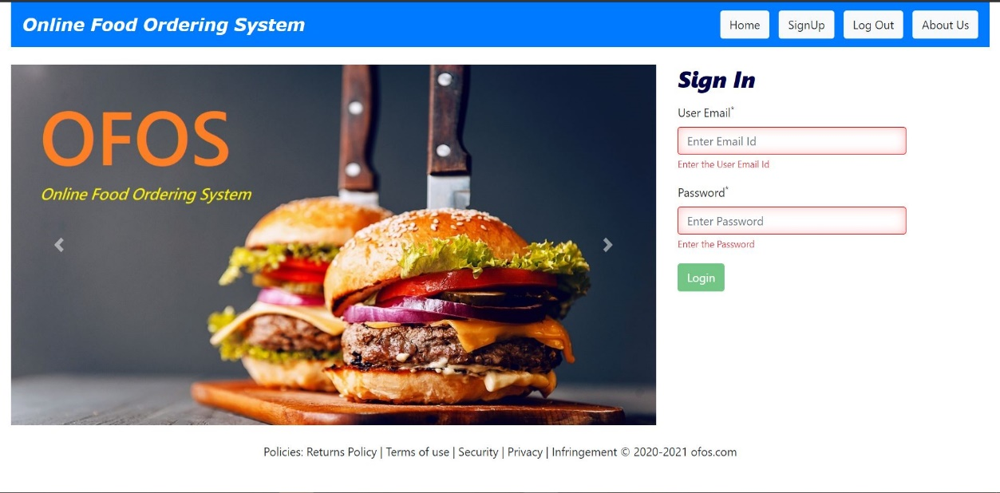 Online Food Ordering System
Home SignUp Log Out About Us
OFOS
Online Food Ordering System
Sign In
User Email*
Enter Email Id
Enter the User Email Id
Password*
Enter Password
Enter the Password
Login
Policies: Returns Policy | Terms of use | Security | Privacy | Infringement © 2020-2021 ofos.com